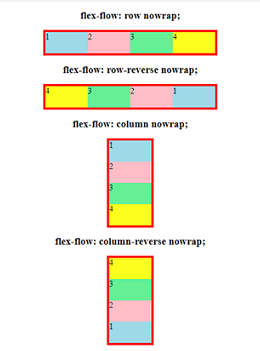 flex-flow: row nowrap;
1 2 3 4
flex-flow: row-reverse nowrap;
4 3 2 1
flex-flow: column nowrap;
1
2
3
4
flex-flow: column-reverse nowrap;
4
3
2
1